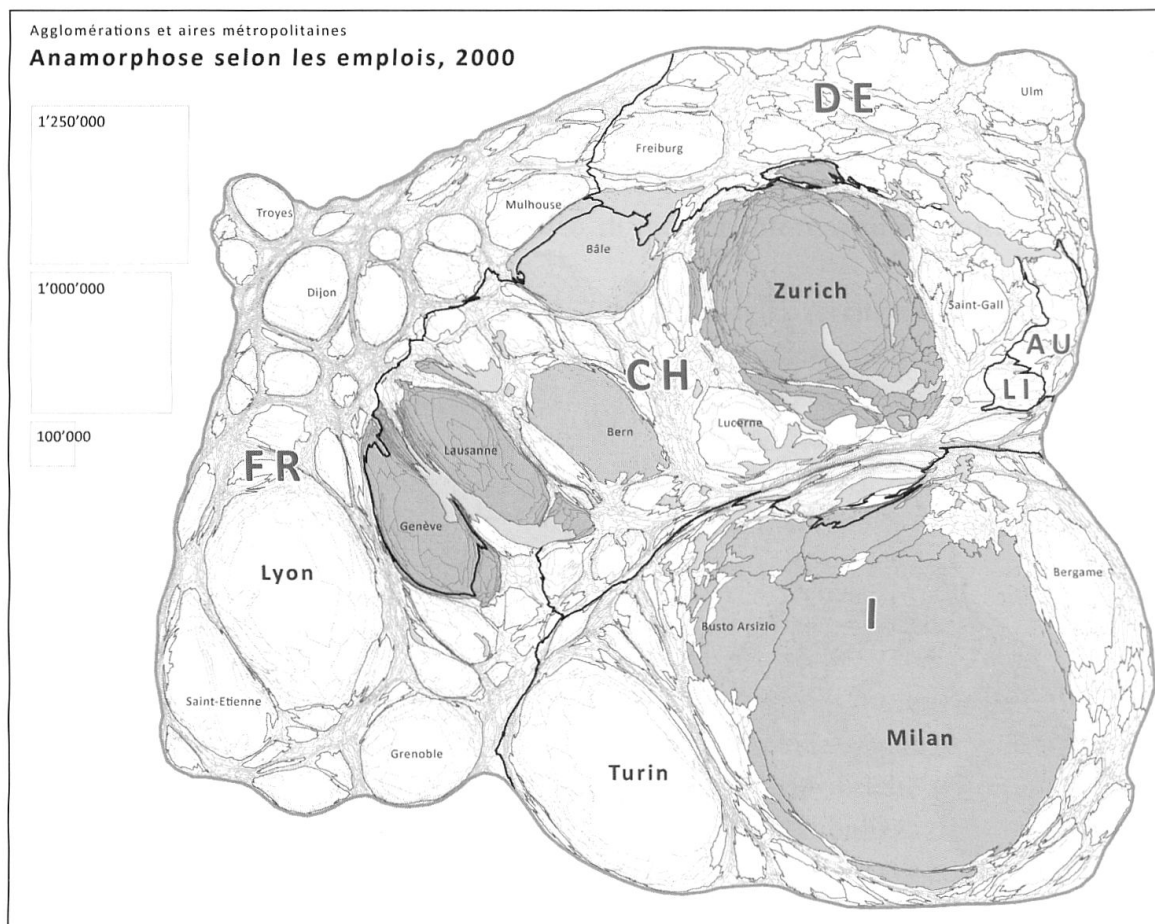 Agglomérations et aires métropolitaines
Anamorphose selon les emplois, 2000
1'250'000
1'000'000
100'000
DE
Ulm
Freiburg
Troyes
Mulhouse
Bâle
Dijon
Zurich
Saint-Gall
AU
CH
LI
Lucerne
Bern
Lausanne
FR
Genève
Lyon
Bergame
I
Busto Arsizio
Saint-Etienne
Milan
Grenoble
Turin